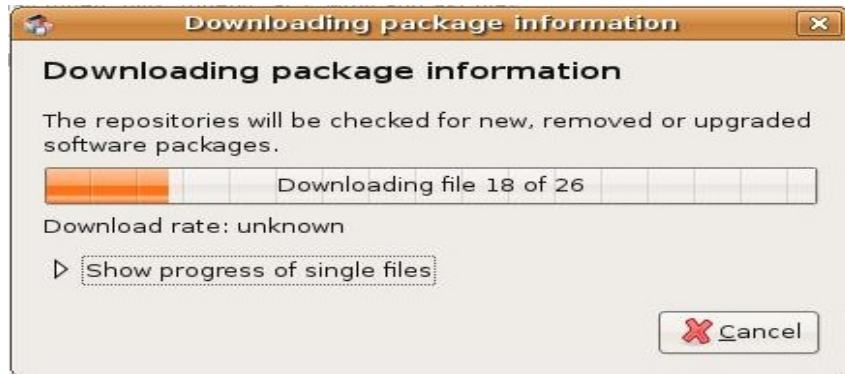 Downloading package information
Downloading package information
The repositories will be checked for new, removed or upgraded
software packages.
Downloading file 18 of 26
Download rate: unknown
Show progress of single files
Cancel